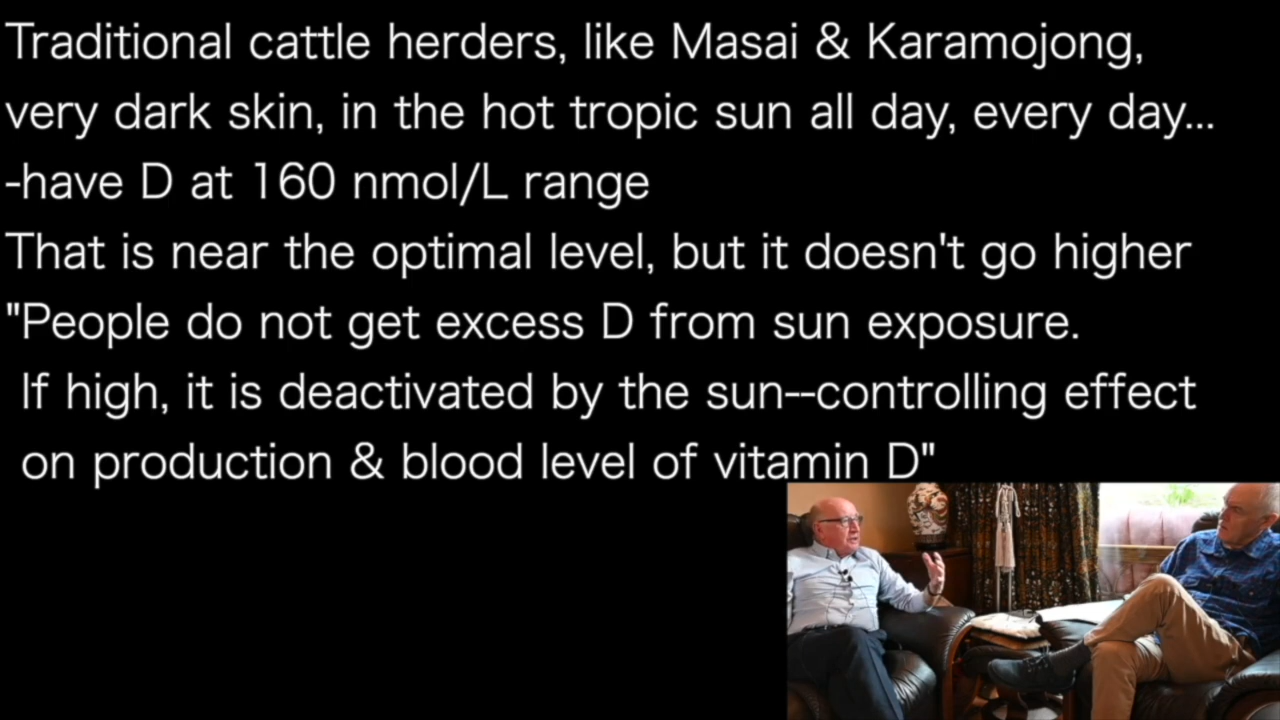 Traditional cattle herders, like Masai & Karamojong,
very dark skin, in the hot tropic sun all day, every day...
-have D at 160 nmol/L range
That is near the optimal level, but it doesn't go higher
"People do not get excess D from sun exposure.
If high, it is deactivated by the sun--controlling effect
on production & blood level of vitamin D"